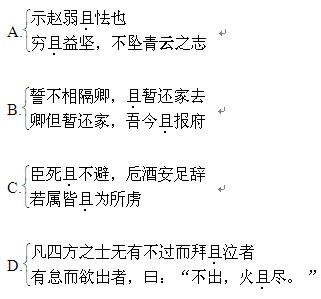 A. 示赵弱且怯也
穷且益坚，不坠青云之志
B. 誓不相隔卿，且暂还家去
卿但暂还家，吾今且报府
C. 臣死且不避，卮酒安足辞
若属皆且为所虏
D. 凡四方之士无有不过而拜且泣者
有怠而欲出者，曰：“不出，火且尽。”